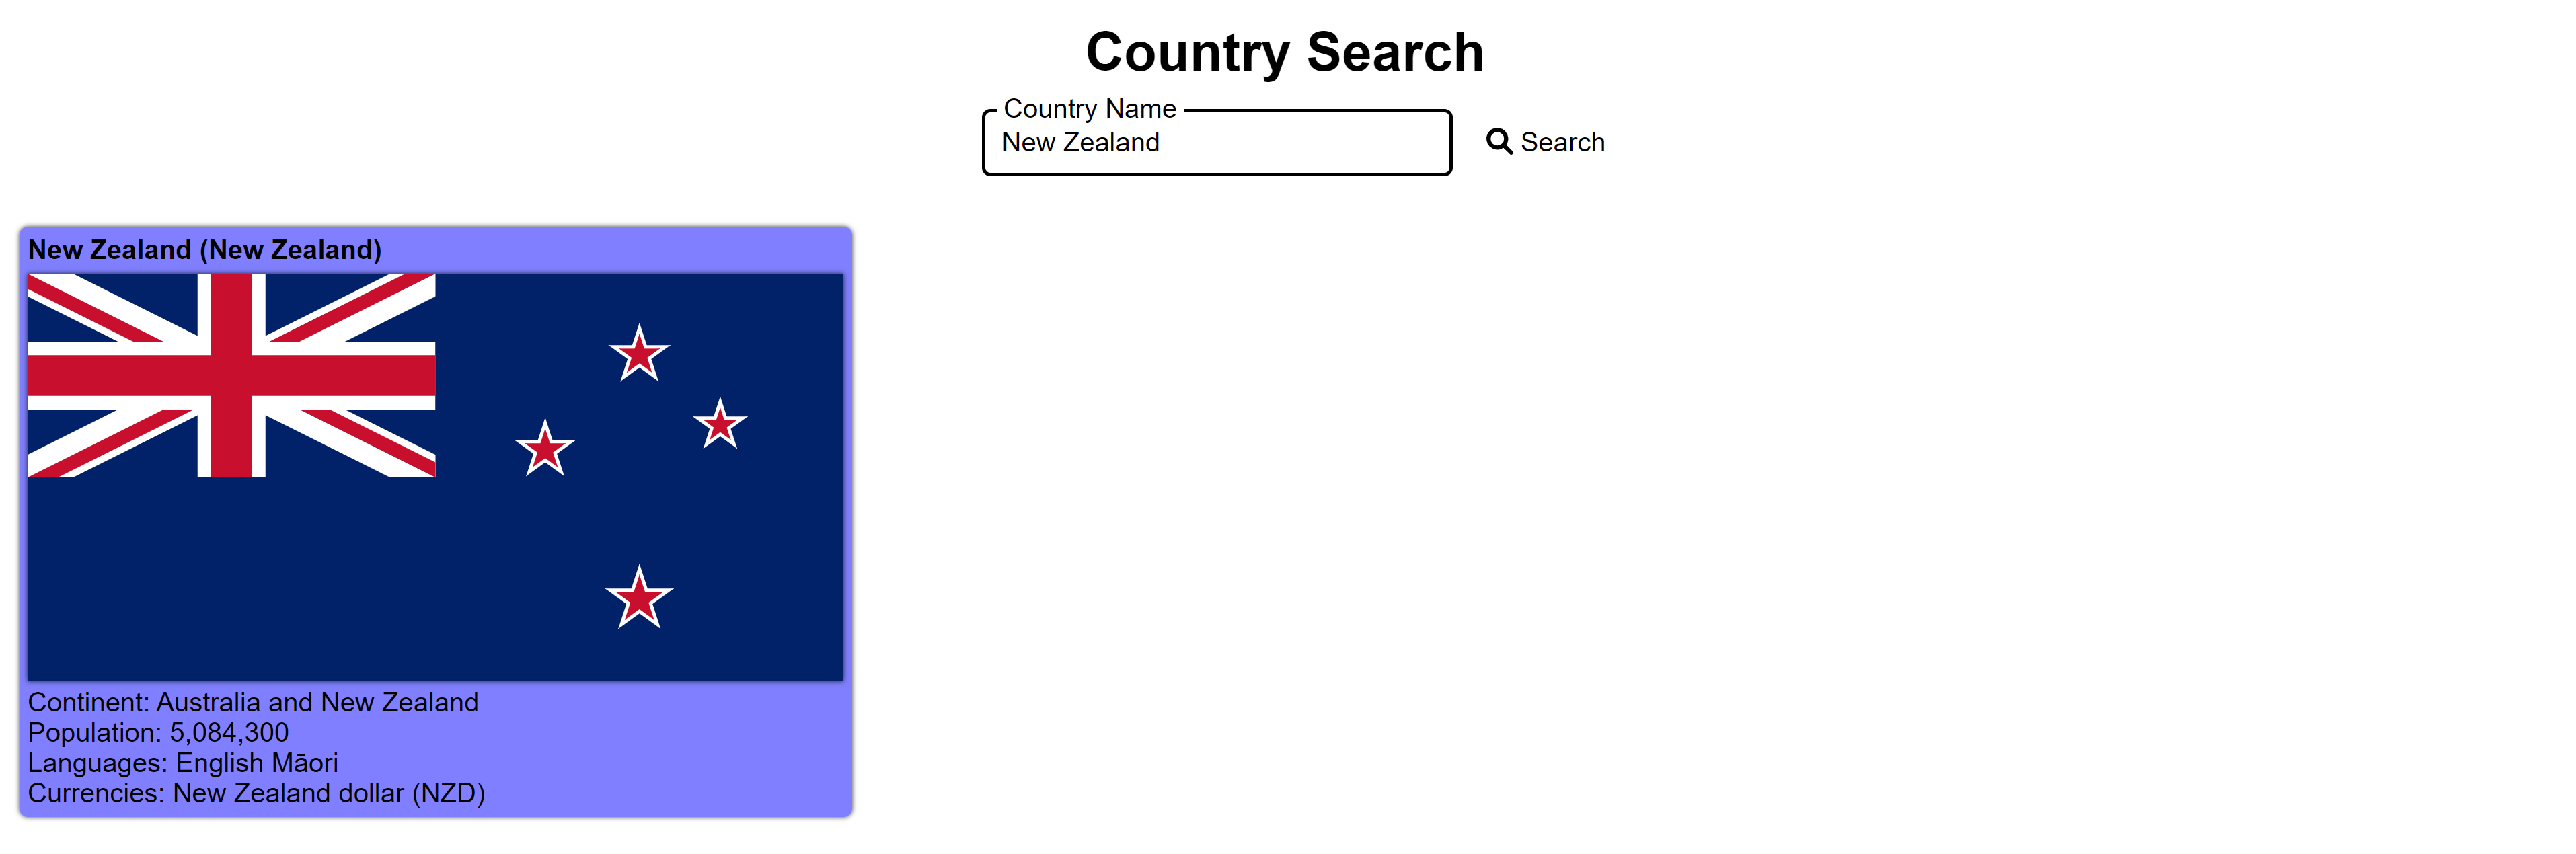 Country Search
Country Name
New Zealand
Search
New Zealand (New Zealand)
Continent: Australia and New Zealand
Population: 5,084,300
Languages: English Māori
Currencies: New Zealand dollar (NZD)